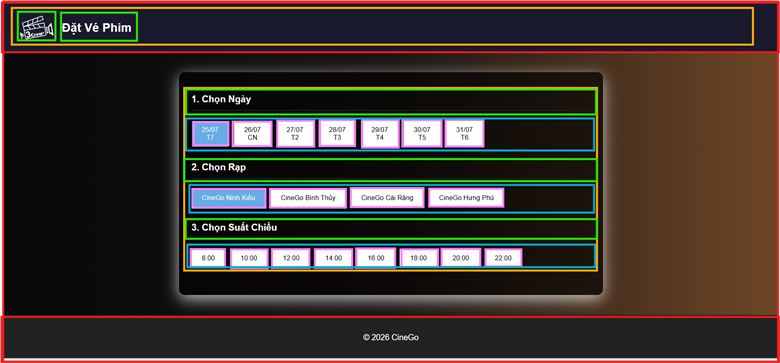 3crew
Đặt Vé Phim
1. Chọn Ngày
25/07 26/07 27/07 28/07 29/07 30/07 31/07
T7 CN T2 T3 T4 T5 T6
2. Chọn Rạp
CineGo Ninh Kiều CineGo Bình Thủy CineGo Cái Răng CineGo Hưng Phú
3. Chọn Suất Chiếu
8:00 10:00 12:00 14:00 16:00 18:00 20:00 22:00
© 2026 CineGo